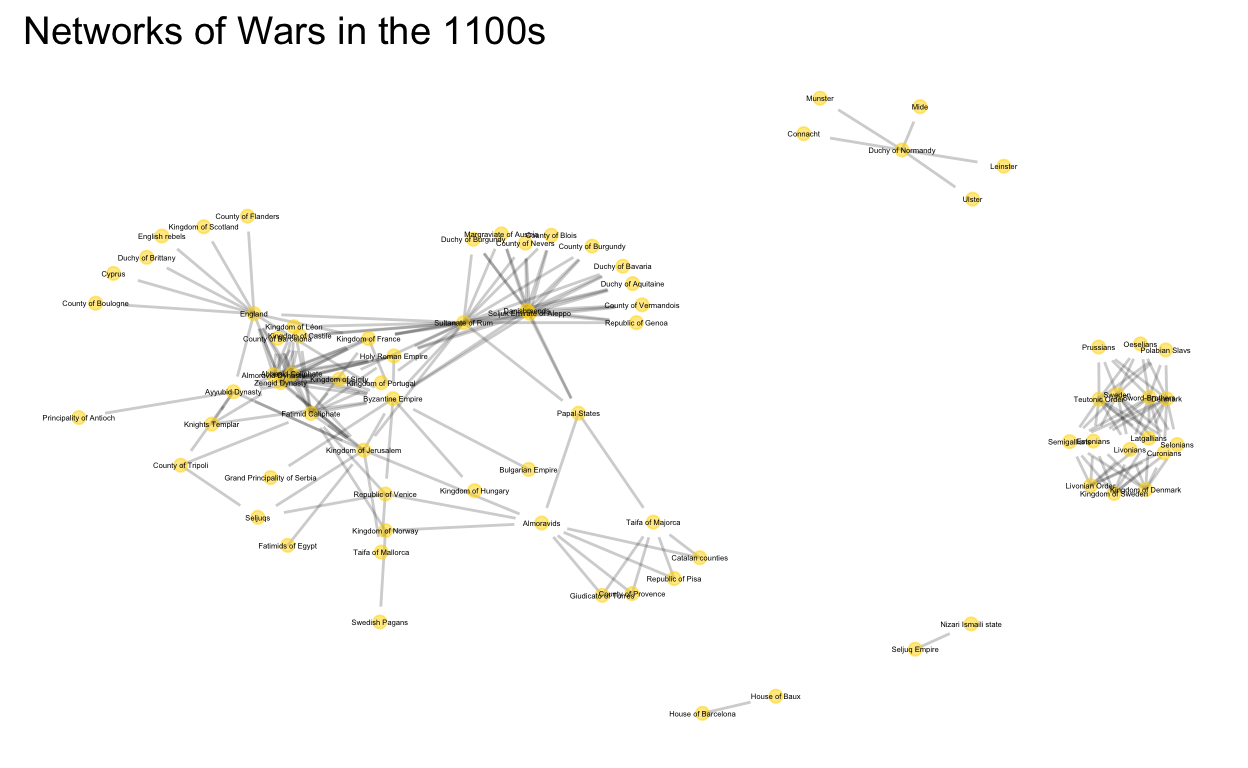 Networks of Wars in the 1100s
Munster
Mide
Connacht
Duchy of Normandy
Leinster
Ulster
County of Flanders
Kingdom of Scotland
English rebels
Duchy of Brittany
Cyprus
County of Boulogne
England
Margraviate of Austria
County of Blois
Duchy of Burgundy
County of Nevers
County of Burgundy
Duchy of Bavaria
Duchy of Aquitaine
County of Vermandois
Republic of Genoa
Danishmends
Seljuk Emirate of Aleppo
Sultanate of Rum
Kingdom of Léon
Kingdom of Castile
County of Barcelona
Kingdom of France
Holy Roman Empire
Abbasid Caliphate
Almoravid Dynasty
Zengid Dynasty
Kingdom of Sicily
Kingdom of Portugal
Ayyubid Dynasty
Byzantine Empire
Fatimid Caliphate
Principality of Antioch
Knights Templar
Papal States
Kingdom of Jerusalem
County of Tripoli
Grand Principality of Serbia
Bulgarian Empire
Republic of Venice
Kingdom of Hungary
Seljuqs
Almoravids
Taifa of Majorca
Kingdom of Norway
Fatimids of Egypt
Taifa of Mallorca
Catalan counties
Republic of Pisa
Giudicato of Torres
County of Provence
Swedish Pagans
Prussians
Oeselians
Polabian Slavs
Sweden
Teutonic Order
Sword-Brothers
Denmark
Semigallians
Estonians
Latgallians
Selonians
Livonians
Curonians
Livonian Order
Kingdom of Sweden
Kingdom of Denmark
Nizari Ismaili state
Seljuq Empire
House of Baux
House of Barcelona